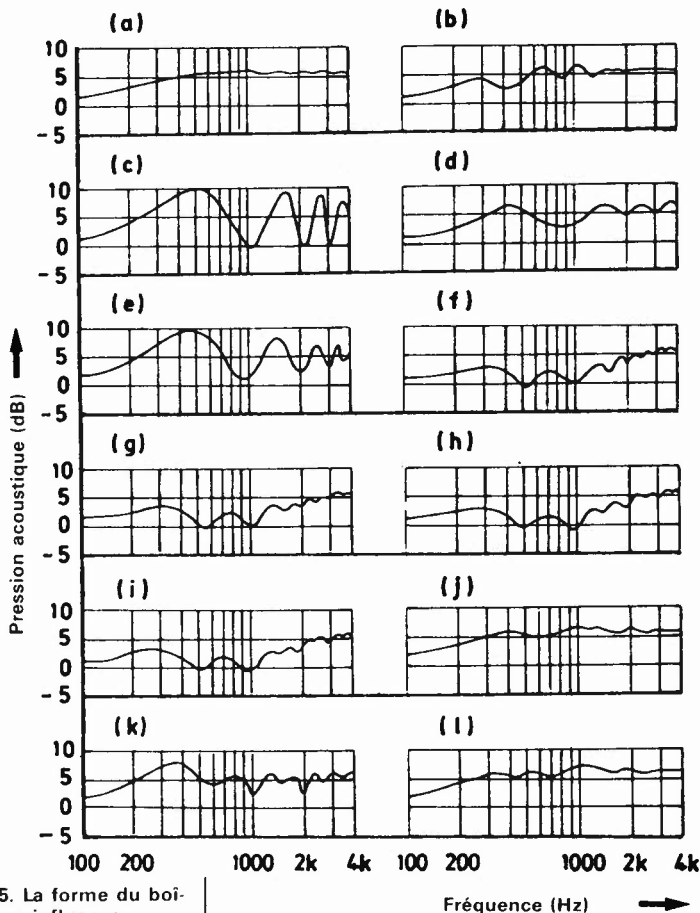 (a) (b)
10
5
0
-5
(c) (d)
10
5
0
-5
(e) (f)
10
5
0
-5
(g) (h)
10
5
0
-5
(i) (j)
10
5
0
-5
(k) (l)
10
5
0
-5
Pression acoustique (dB)
100 200 1000 2k 4k 100 200 1000 2k 4k
Fréquence (Hz)
5. La forme du boî-